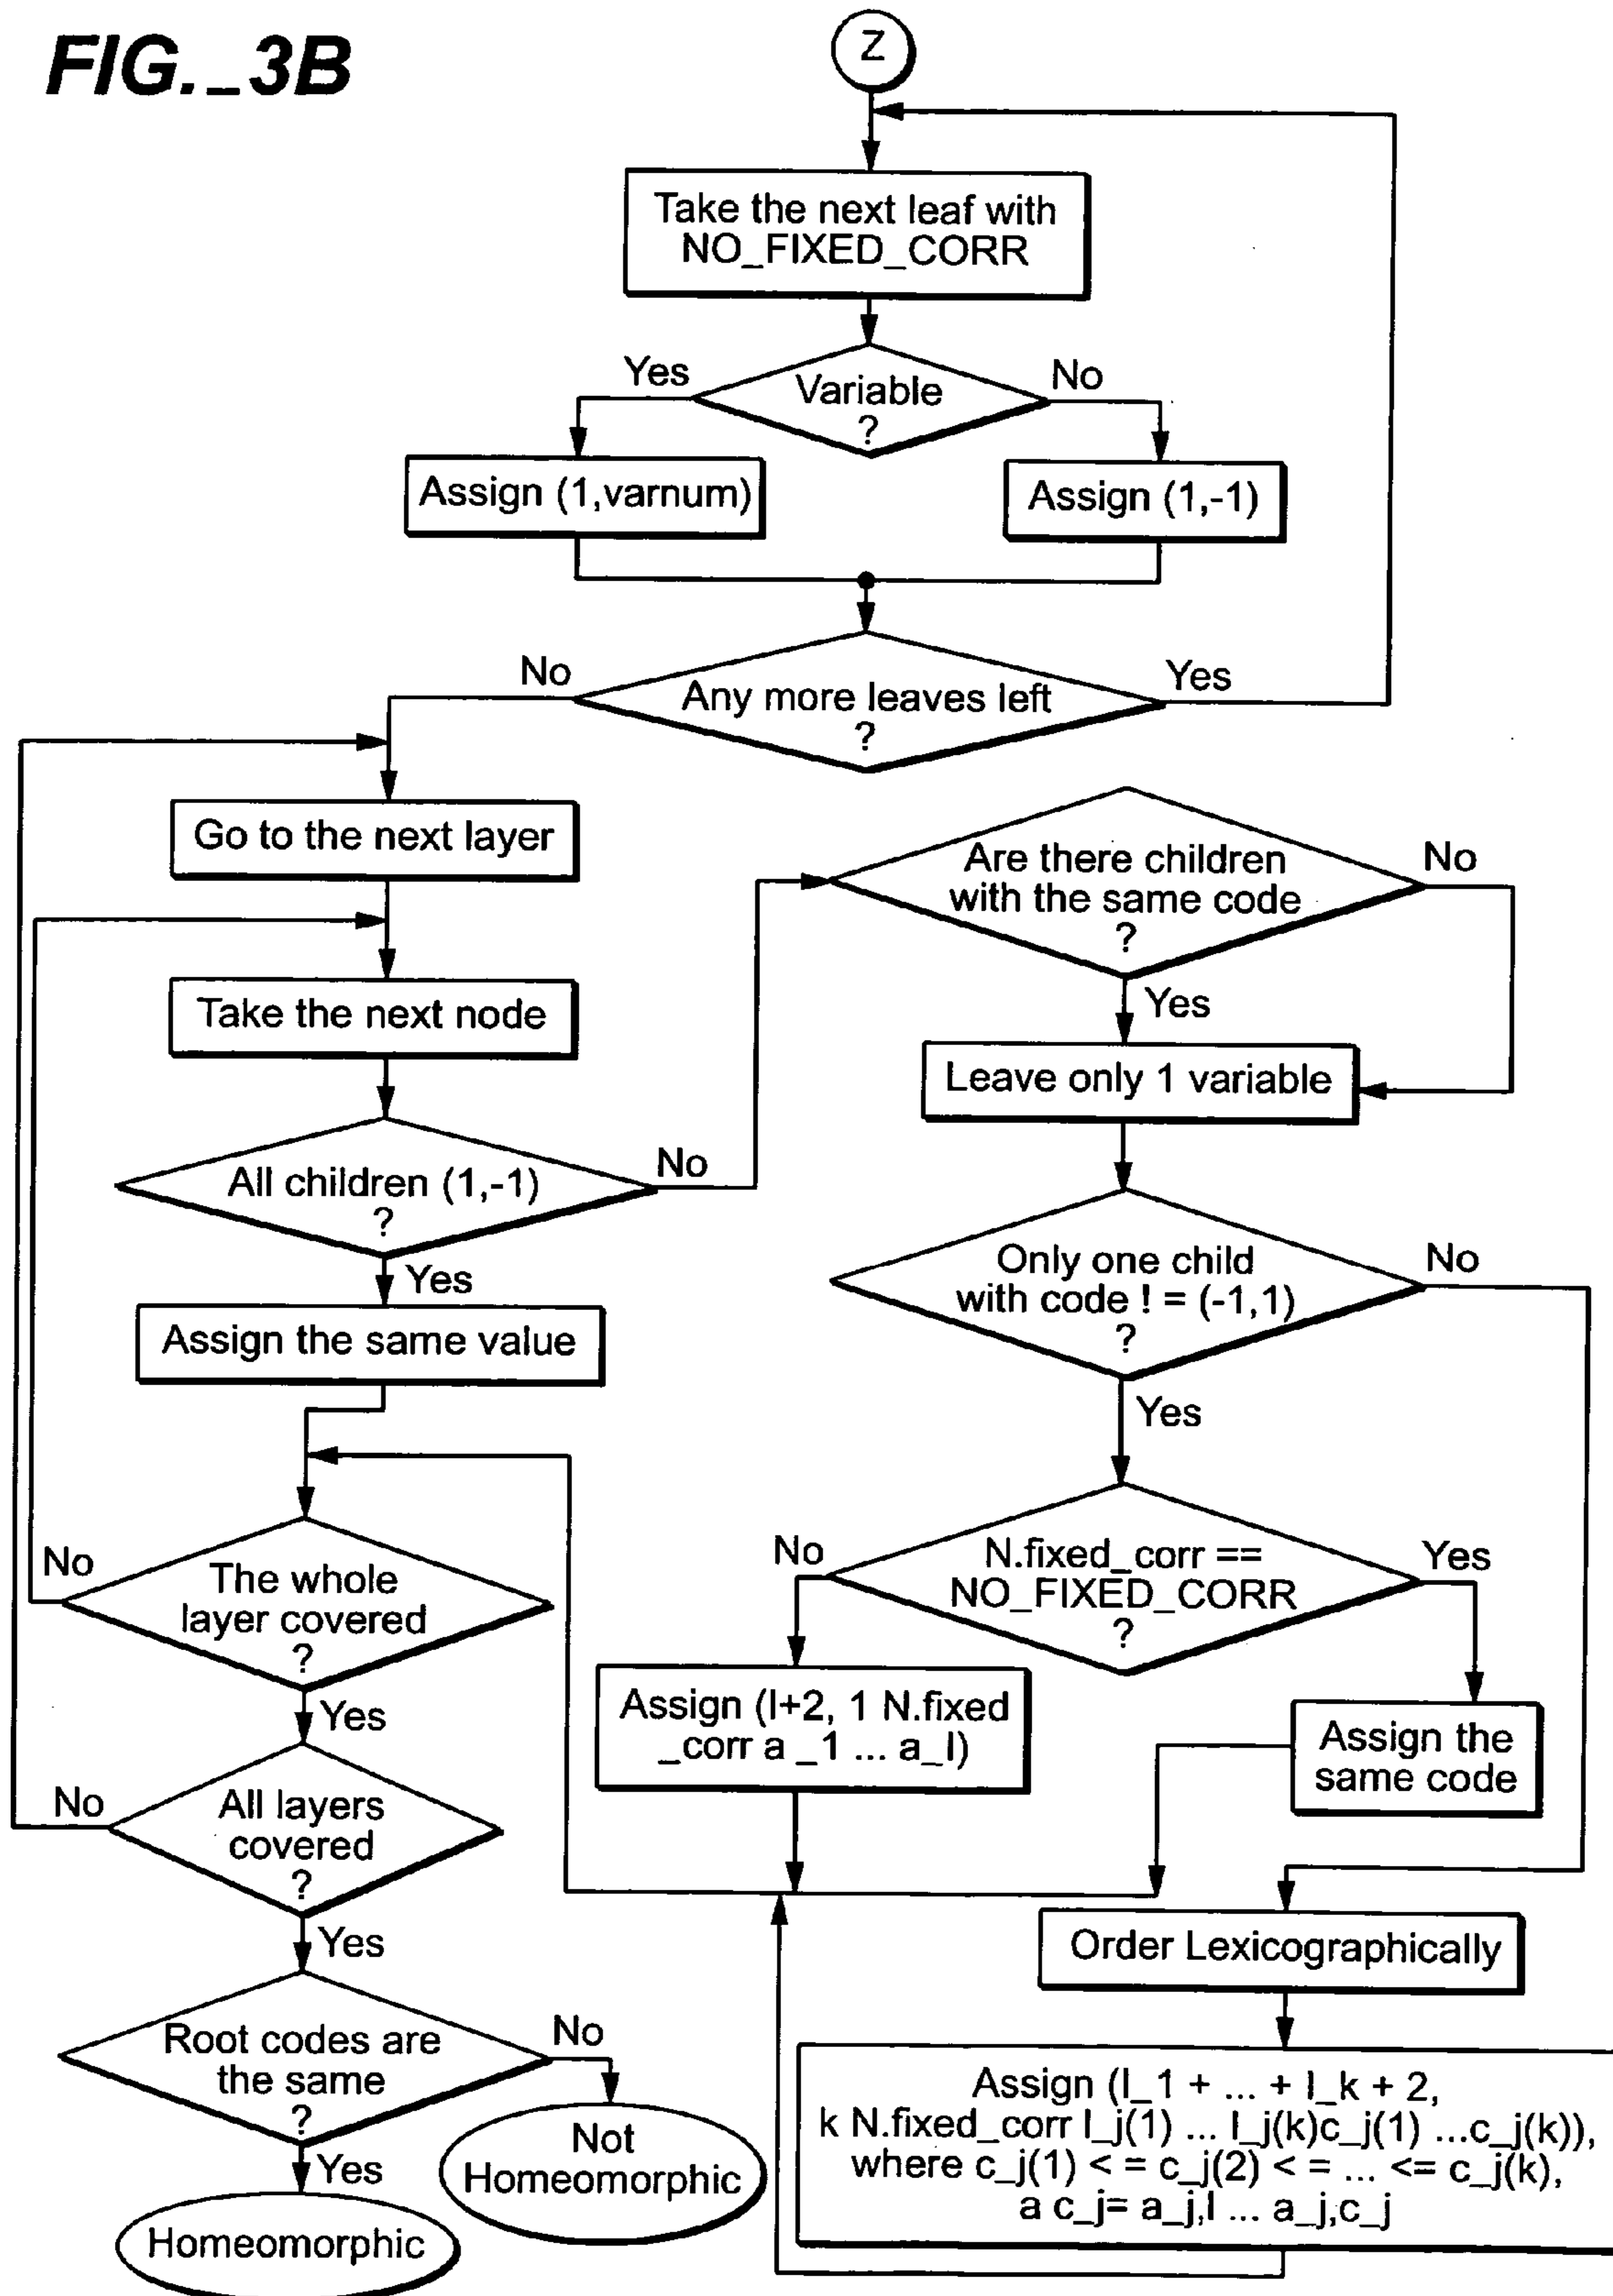 FIG._3B
Z
Take the next leaf with
NO_FIXED_CORR
Variable
?
Yes
No
Assign (1,varnum)
Assign (1,-1)
Any more leaves left
?
No
Yes
Go to the next layer
Take the next node
All children (1,-1)
?
No
Yes
Assign the same value
The whole
layer covered
?
No
Yes
All layers
covered
?
No
Yes
Root codes are
the same
?
No
Yes
Not
Homeomorphic
Homeomorphic
Are there children
with the same code
?
No
Yes
Leave only 1 variable
Only one child
with code ! = (-1,1)
?
No
Yes
N.fixed_corr ==
NO_FIXED_CORR
?
No
Yes
Assign (l+2, 1 N.fixed
_corr a _1 ... a_l)
Assign the
same code
Order Lexicographically
Assign (l_1 + ... + l_k + 2,
k N.fixed_corr l_j(1) ... l_j(k)c_j(1) ...c_j(k)),
where c_j(1) < = c_j(2) < = ... <= c_j(k),
a c_j= a_j,l ... a_j,c_j